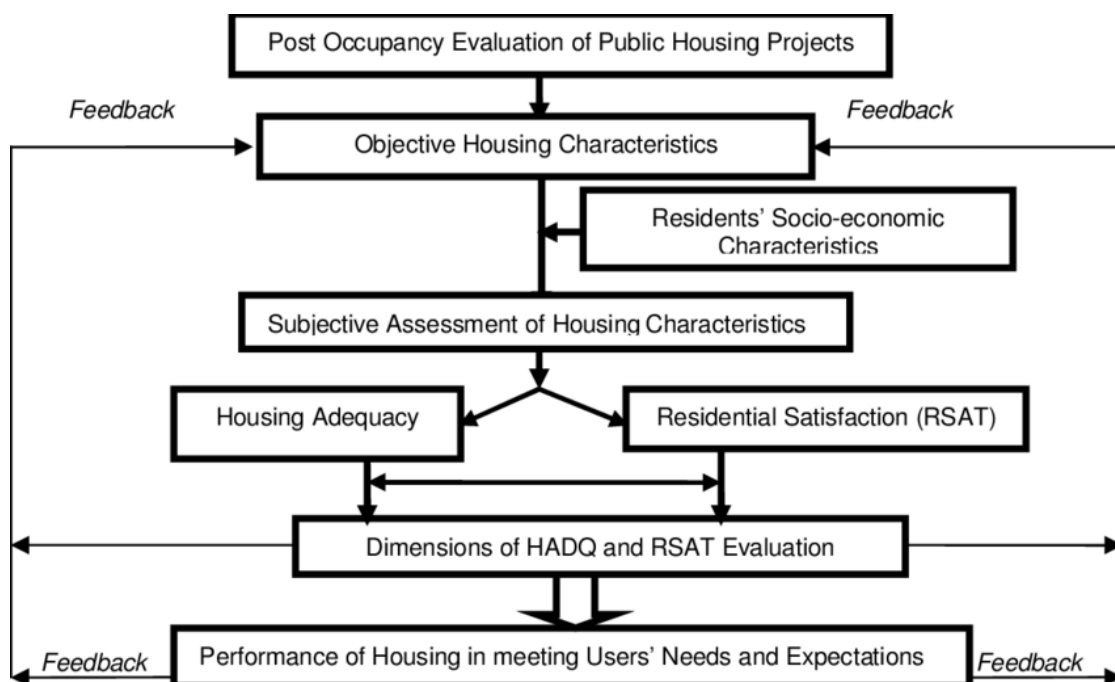 Post Occupancy Evaluation of Public Housing Projects
Feedback
Feedback
Objective Housing Characteristics
Residents' Socio-economic
Characteristics
Subjective Assessment of Housing Characteristics
Housing Adequacy
Residential Satisfaction (RSAT)
Dimensions of HADQ and RSAT Evaluation
Feedback
Performance of Housing in meeting Users' Needs and Expectations
Feedback